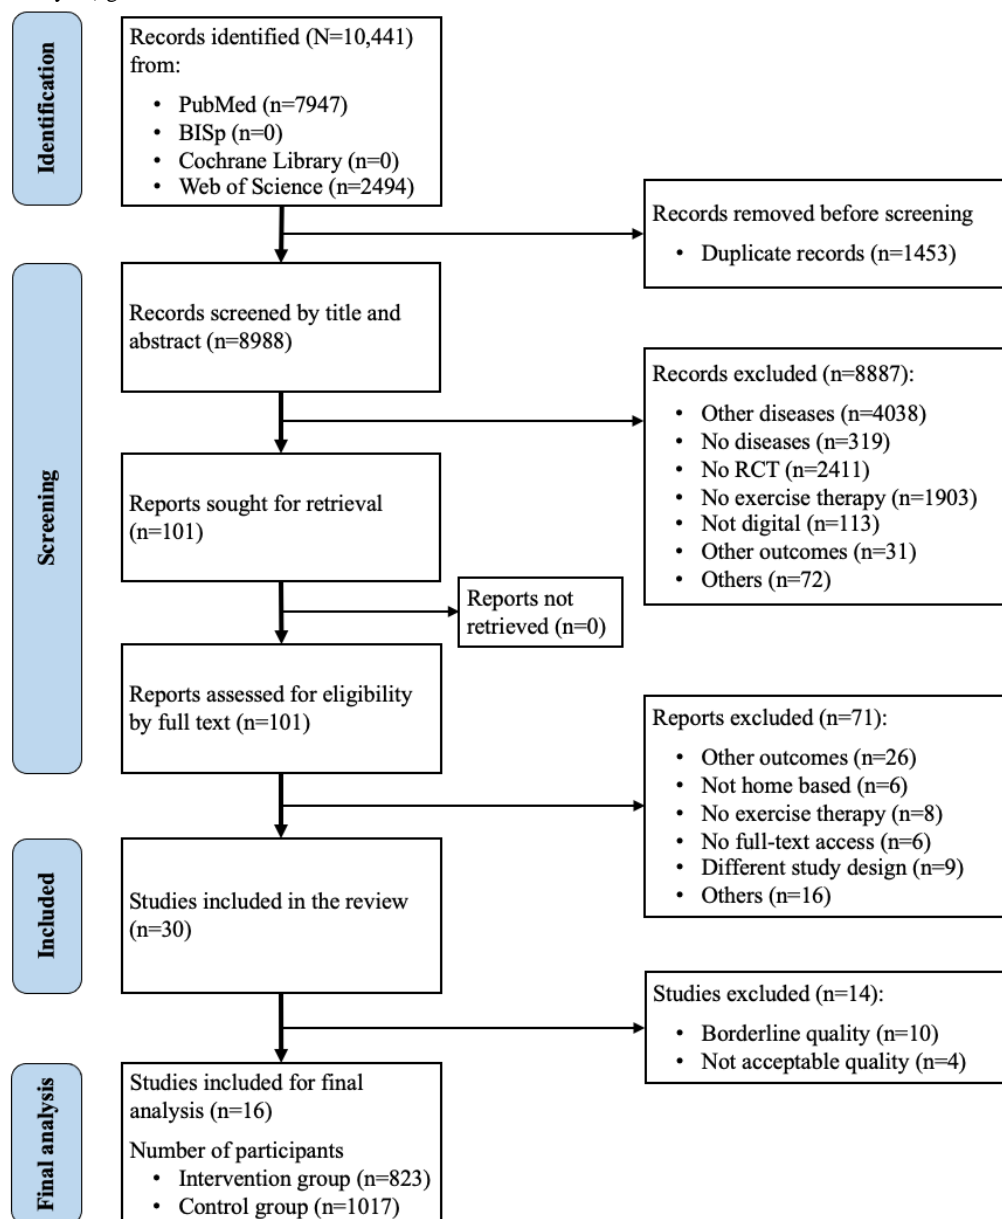 Identification
Records identified (N=10,441)
from:
• PubMed (n=7947)
• BISp (n=0)
• Cochrane Library (n=0)
• Web of Science (n=2494)
Records removed before screening
• Duplicate records (n=1453)
Screening
Records screened by title and
abstract (n=8988)
Records excluded (n=8887):
• Other diseases (n=4038)
• No diseases (n=319)
• No RCT (n=2411)
• No exercise therapy (n=1903)
• Not digital (n=113)
• Other outcomes (n=31)
• Others (n=72)
Reports sought for retrieval
(n=101)
Reports not
retrieved (n=0)
Reports assessed for eligibility
by full text (n=101)
Reports excluded (n=71):
• Other outcomes (n=26)
• Not home based (n=6)
• No exercise therapy (n=8)
• No full-text access (n=6)
• Different study design (n=9)
• Others (n=16)
Included
Studies included in the review
(n=30)
Studies excluded (n=14):
• Borderline quality (n=10)
• Not acceptable quality (n=4)
Final analysis
Studies included for final
analysis (n=16)
Number of participants
• Intervention group (n=823)
• Control group (n=1017)